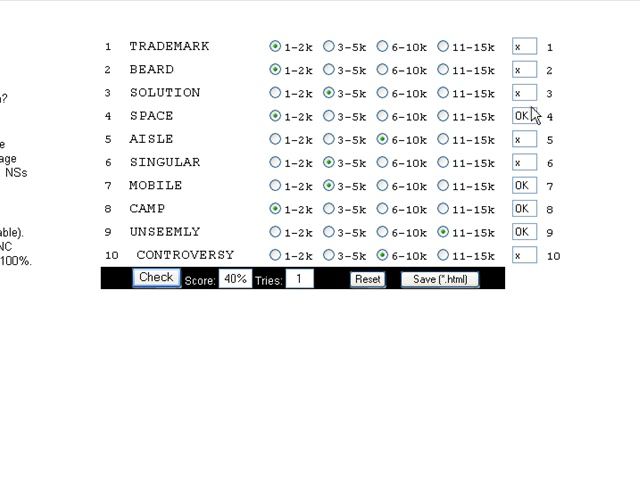 1 TRADEMARK 1-2k 3-5k 6-10k 11-15k x 1
2 BEARD 1-2k 3-5k 6-10k 11-15k x 2
n? 3 SOLUTION 1-2k 3-5k 6-10k 11-15k x 3
4 SPACE 1-2k 3-5k 6-10k 11-15k OK 4
e 5 AISLE 1-2k 3-5k 6-10k 11-15k x 5
age 6 SINGULAR 1-2k 3-5k 6-10k 11-15k x 6
NSs
7 MOBILE 1-2k 3-5k 6-10k 11-15k OK 7
8 CAMP 1-2k 3-5k 6-10k 11-15k OK 8
able). 9 UNSEEMLY 1-2k 3-5k 6-10k 11-15k OK 9
NC
100%. 10 CONTROVERSY 1-2k 3-5k 6-10k 11-15k x 10
Check Score: 40% Tries: 1 Reset Save (*.html)